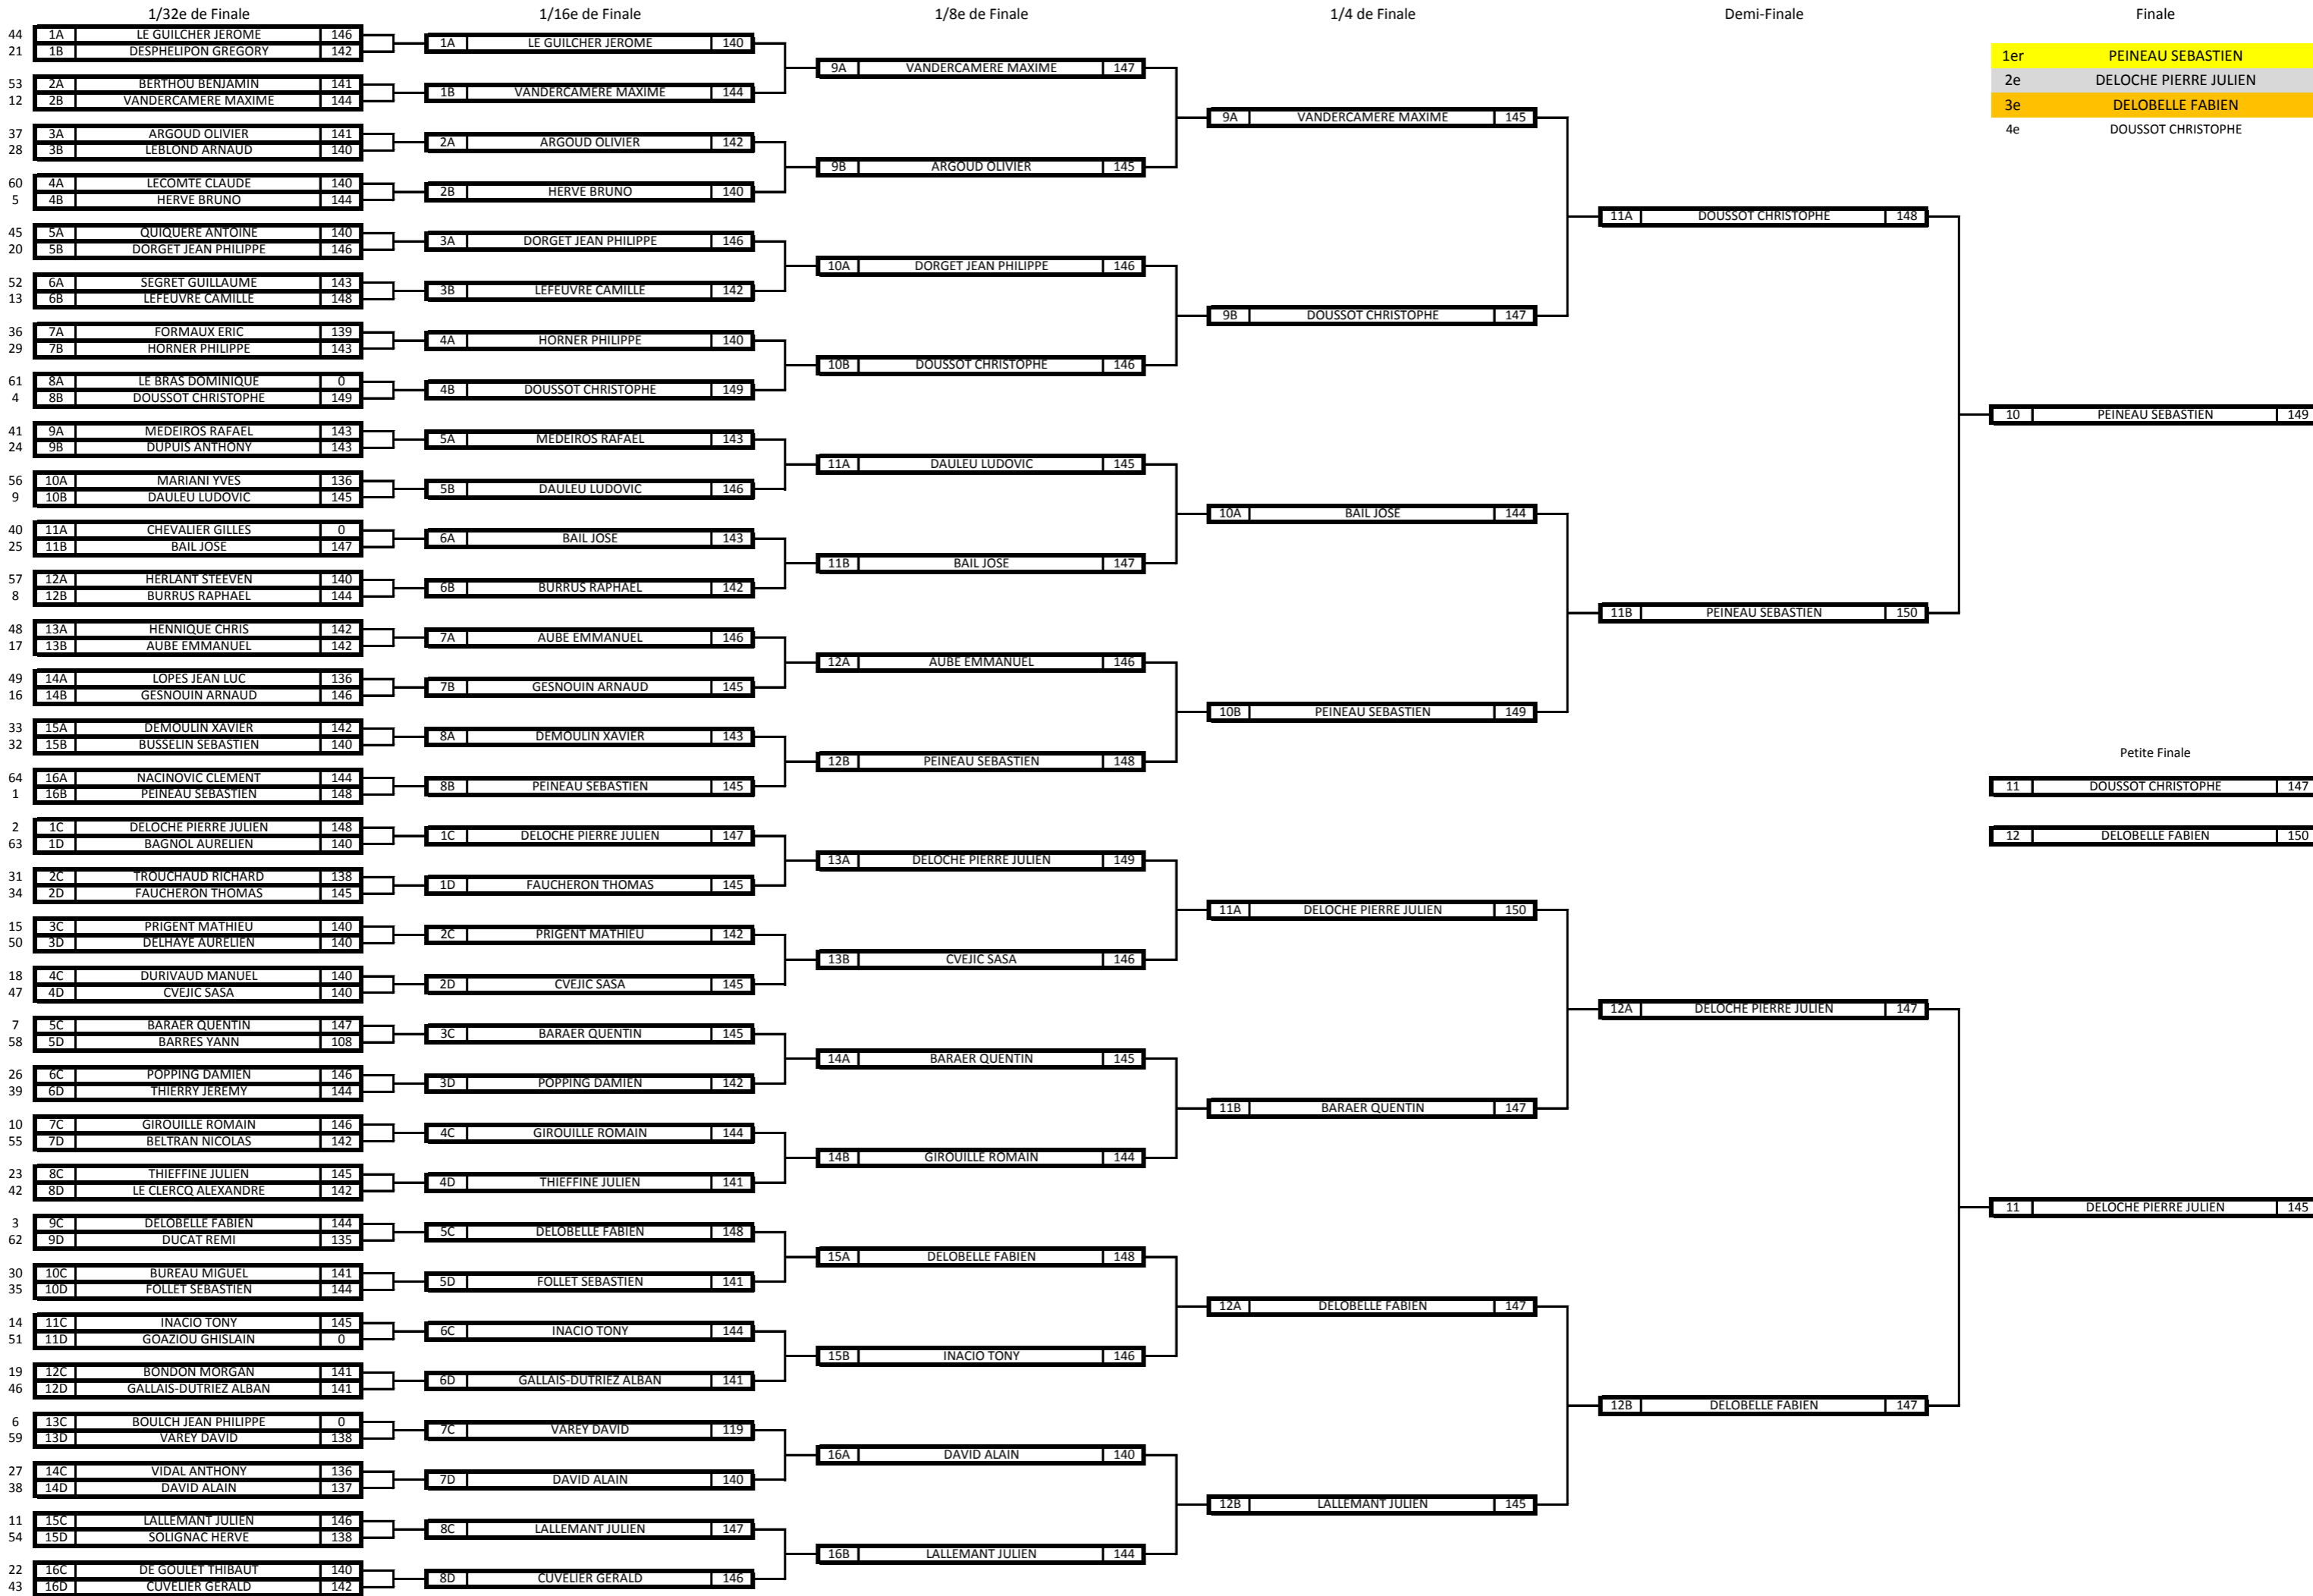 1/32e de Finale
1/16e de Finale
1/8e de Finale
1/4 de Finale
Demi-Finale
Finale
44 1A LE GUILCHER JEROME 146
21 1B DESPHELIPON GREGORY 142
53 2A BERTHOU BENJAMIN 141
12 2B VANDERCAMERE MAXIME 144
37 3A ARGOUD OLIVIER 141
28 3B LEBLOND ARNAUD 140
60 4A LECOMTE CLAUDE 140
5 4B HERVE BRUNO 144
45 5A QUIQUERE ANTOINE 140
20 5B DORGET JEAN PHILIPPE 146
52 6A SEGRET GUILLAUME 143
13 6B LEFEUVRE CAMILLE 148
36 7A FORMAUX ERIC 139
29 7B HORNER PHILIPPE 143
61 8A LE BRAS DOMINIQUE 0
4 8B DOUSSOT CHRISTOPHE 149
41 9A MEDEIROS RAFAEL 143
24 9B DUPUIS ANTHONY 143
56 10A MARIANI YVES 136
9 10B DAULEU LUDOVIC 145
40 11A CHEVALIER GILLES 0
25 11B BAIL JOSE 147
57 12A HERLANT STEEVEN 140
8 12B BURRUS RAPHAEL 144
48 13A HENNIQUE CHRIS 142
17 13B AUBE EMMANUEL 142
49 14A LOPES JEAN LUC 136
16 14B GESNOUIN ARNAUD 146
33 15A DEMOULIN XAVIER 142
32 15B BUSSELIN SEBASTIEN 140
64 16A NACINOVIC CLEMENT 144
1 16B PEINEAU SEBASTIEN 148
2 1C DELOCHE PIERRE JULIEN 148
63 1D BAGNOL AURELIEN 140
31 2C TROUCHAUD RICHARD 138
34 2D FAUCHERON THOMAS 145
15 3C PRIGENT MATHIEU 140
50 3D DELHAYE AURELIEN 140
18 4C DURIVAUD MANUEL 140
47 4D CVEJIC SASA 140
7 5C BARAER QUENTIN 147
58 5D BARRES YANN 108
26 6C POPPING DAMIEN 146
39 6D THIERRY JEREMY 144
10 7C GIROUILLE ROMAIN 146
55 7D BELTRAN NICOLAS 142
23 8C THIEFFINE JULIEN 145
42 8D LE CLERCQ ALEXANDRE 142
3 9C DELOBELLE FABIEN 144
62 9D DUCAT REMI 135
30 10C BUREAU MIGUEL 141
35 10D FOLLET SEBASTIEN 144
14 11C INACIO TONY 145
51 11D GOAZIOU GHISLAIN 0
19 12C BONDON MORGAN 141
46 12D GALLAIS-DUTRIEZ ALBAN 141
6 13C BOULCH JEAN PHILIPPE 0
59 13D VAREY DAVID 138
27 14C VIDAL ANTHONY 136
38 14D DAVID ALAIN 137
11 15C LALLEMANT JULIEN 146
54 15D SOLIGNAC HERVE 138
22 16C DE GOULET THIBAUT 140
43 16D CUVELIER GERALD 142
1A LE GUILCHER JEROME 140
1B VANDERCAMERE MAXIME 144
2A ARGOUD OLIVIER 142
2B HERVE BRUNO 140
3A DORGET JEAN PHILIPPE 146
3B LEFEUVRE CAMILLE 142
4A HORNER PHILIPPE 140
4B DOUSSOT CHRISTOPHE 149
5A MEDEIROS RAFAEL 143
5B DAULEU LUDOVIC 146
6A BAIL JOSE 143
6B BURRUS RAPHAEL 142
7A AUBE EMMANUEL 146
7B GESNOUIN ARNAUD 145
8A DEMOULIN XAVIER 143
8B PEINEAU SEBASTIEN 145
1C DELOCHE PIERRE JULIEN 147
1D FAUCHERON THOMAS 145
2C PRIGENT MATHIEU 142
2D CVEJIC SASA 145
3C BARAER QUENTIN 145
3D POPPING DAMIEN 142
4C GIROUILLE ROMAIN 144
4D THIEFFINE JULIEN 141
5C DELOBELLE FABIEN 148
5D FOLLET SEBASTIEN 141
6C INACIO TONY 144
6D GALLAIS-DUTRIEZ ALBAN 141
7C VAREY DAVID 119
7D DAVID ALAIN 140
8C LALLEMANT JULIEN 147
8D CUVELIER GERALD 146
9A VANDERCAMERE MAXIME 147
9B ARGOUD OLIVIER 145
10A DORGET JEAN PHILIPPE 146
10B DOUSSOT CHRISTOPHE 146
11A DAULEU LUDOVIC 145
11B BAIL JOSE 147
12A AUBE EMMANUEL 146
12B PEINEAU SEBASTIEN 148
13A DELOCHE PIERRE JULIEN 149
13B CVEJIC SASA 146
14A BARAER QUENTIN 145
14B GIROUILLE ROMAIN 144
15A DELOBELLE FABIEN 148
15B INACIO TONY 146
16A DAVID ALAIN 140
16B LALLEMANT JULIEN 144
9A VANDERCAMERE MAXIME 145
9B DOUSSOT CHRISTOPHE 147
10A BAIL JOSE 144
10B PEINEAU SEBASTIEN 149
11A DELOCHE PIERRE JULIEN 150
11B BARAER QUENTIN 147
12A DELOBELLE FABIEN 147
12B LALLEMANT JULIEN 145
11A DOUSSOT CHRISTOPHE 148
11B PEINEAU SEBASTIEN 150
12A DELOCHE PIERRE JULIEN 147
12B DELOBELLE FABIEN 147
1er PEINEAU SEBASTIEN
2e DELOCHE PIERRE JULIEN
3e DELOBELLE FABIEN
4e DOUSSOT CHRISTOPHE
10 PEINEAU SEBASTIEN 149
Petite Finale
11 DOUSSOT CHRISTOPHE 147
12 DELOBELLE FABIEN 150
11 DELOCHE PIERRE JULIEN 145